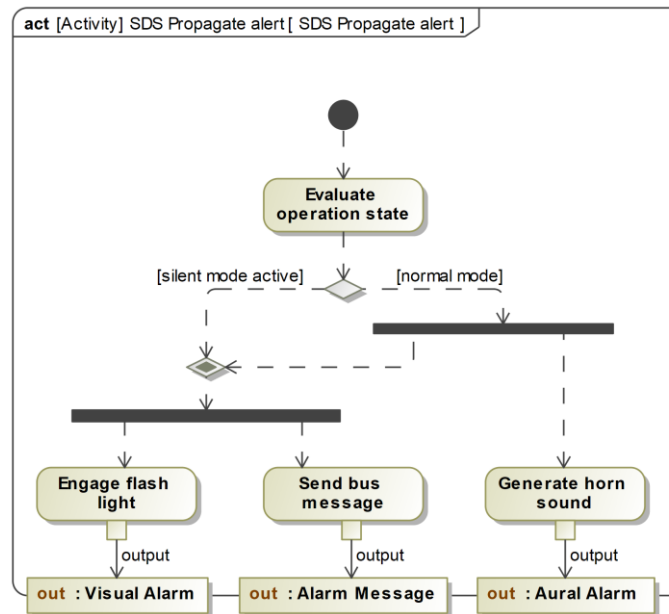 act [Activity] SDS Propagate alert [ SDS Propagate alert ]
Evaluate
operation state
[silent mode active]
[normal mode]
Engage flash
light
Send bus
message
Generate horn
sound
output
output
output
out : Visual Alarm
out : Alarm Message
out : Aural Alarm